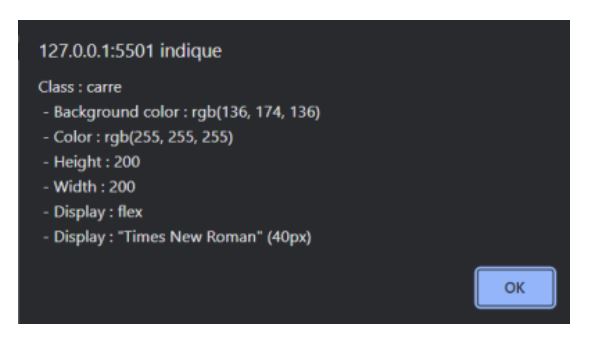 127.0.0.1:5501 indique
Class : carre
- Background color : rgb(136, 174, 136)
- Color : rgb(255, 255, 255)
- Height : 200
- Width : 200
- Display : flex
- Display : "Times New Roman" (40px)
OK